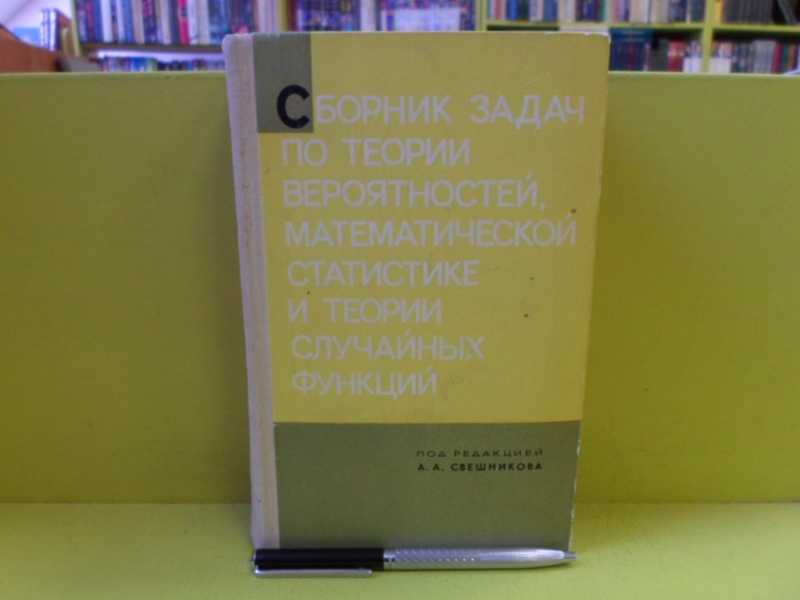 СБОРНИК ЗАДАЧ
ПО ТЕОРИИ
ВЕРОЯТНОСТЕЙ,
МАТЕМАТИЧЕСКОЙ
СТАТИСТИКЕ
И ТЕОРИИ
СЛУЧАЙНЫХ
ФУНКЦИЙ
ПОД РЕДАКЦИЕЙ
А. А. СВЕШНИКОВА